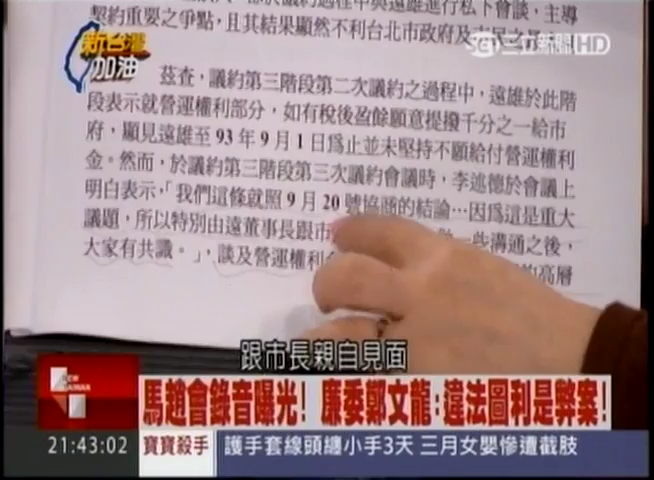 契約重要之爭點，且其結果顯然不利台北市政府及
新台灣
加油
三立新聞HD
茲查，議約第三階段第二次議約之過程中，遠雄於此階
段表示就營運權利部分，如有稅後盈餘願意提撥千分之一給市
府，顯見遠雄至 93 年 9 月 1 日為止並未堅持不願給付營運權利
金。然而，於議約第三階段第三次議約會議時，李述德於會議上
明白表示，「我們這條就照 9 月 20 號協商的結論⋯因為這是重大
議題，所以特別由遠董事長跟市
一些溝通之後，
大家有共識。」，談及營運權利
的高層
跟市長親自見面
馬趙會錄音曝光！ 廉委鄭文龍：違法圖利是弊案！
21:43:02
寶寶殺手
護手套線頭纏小手3天 三月女嬰慘遭截肢